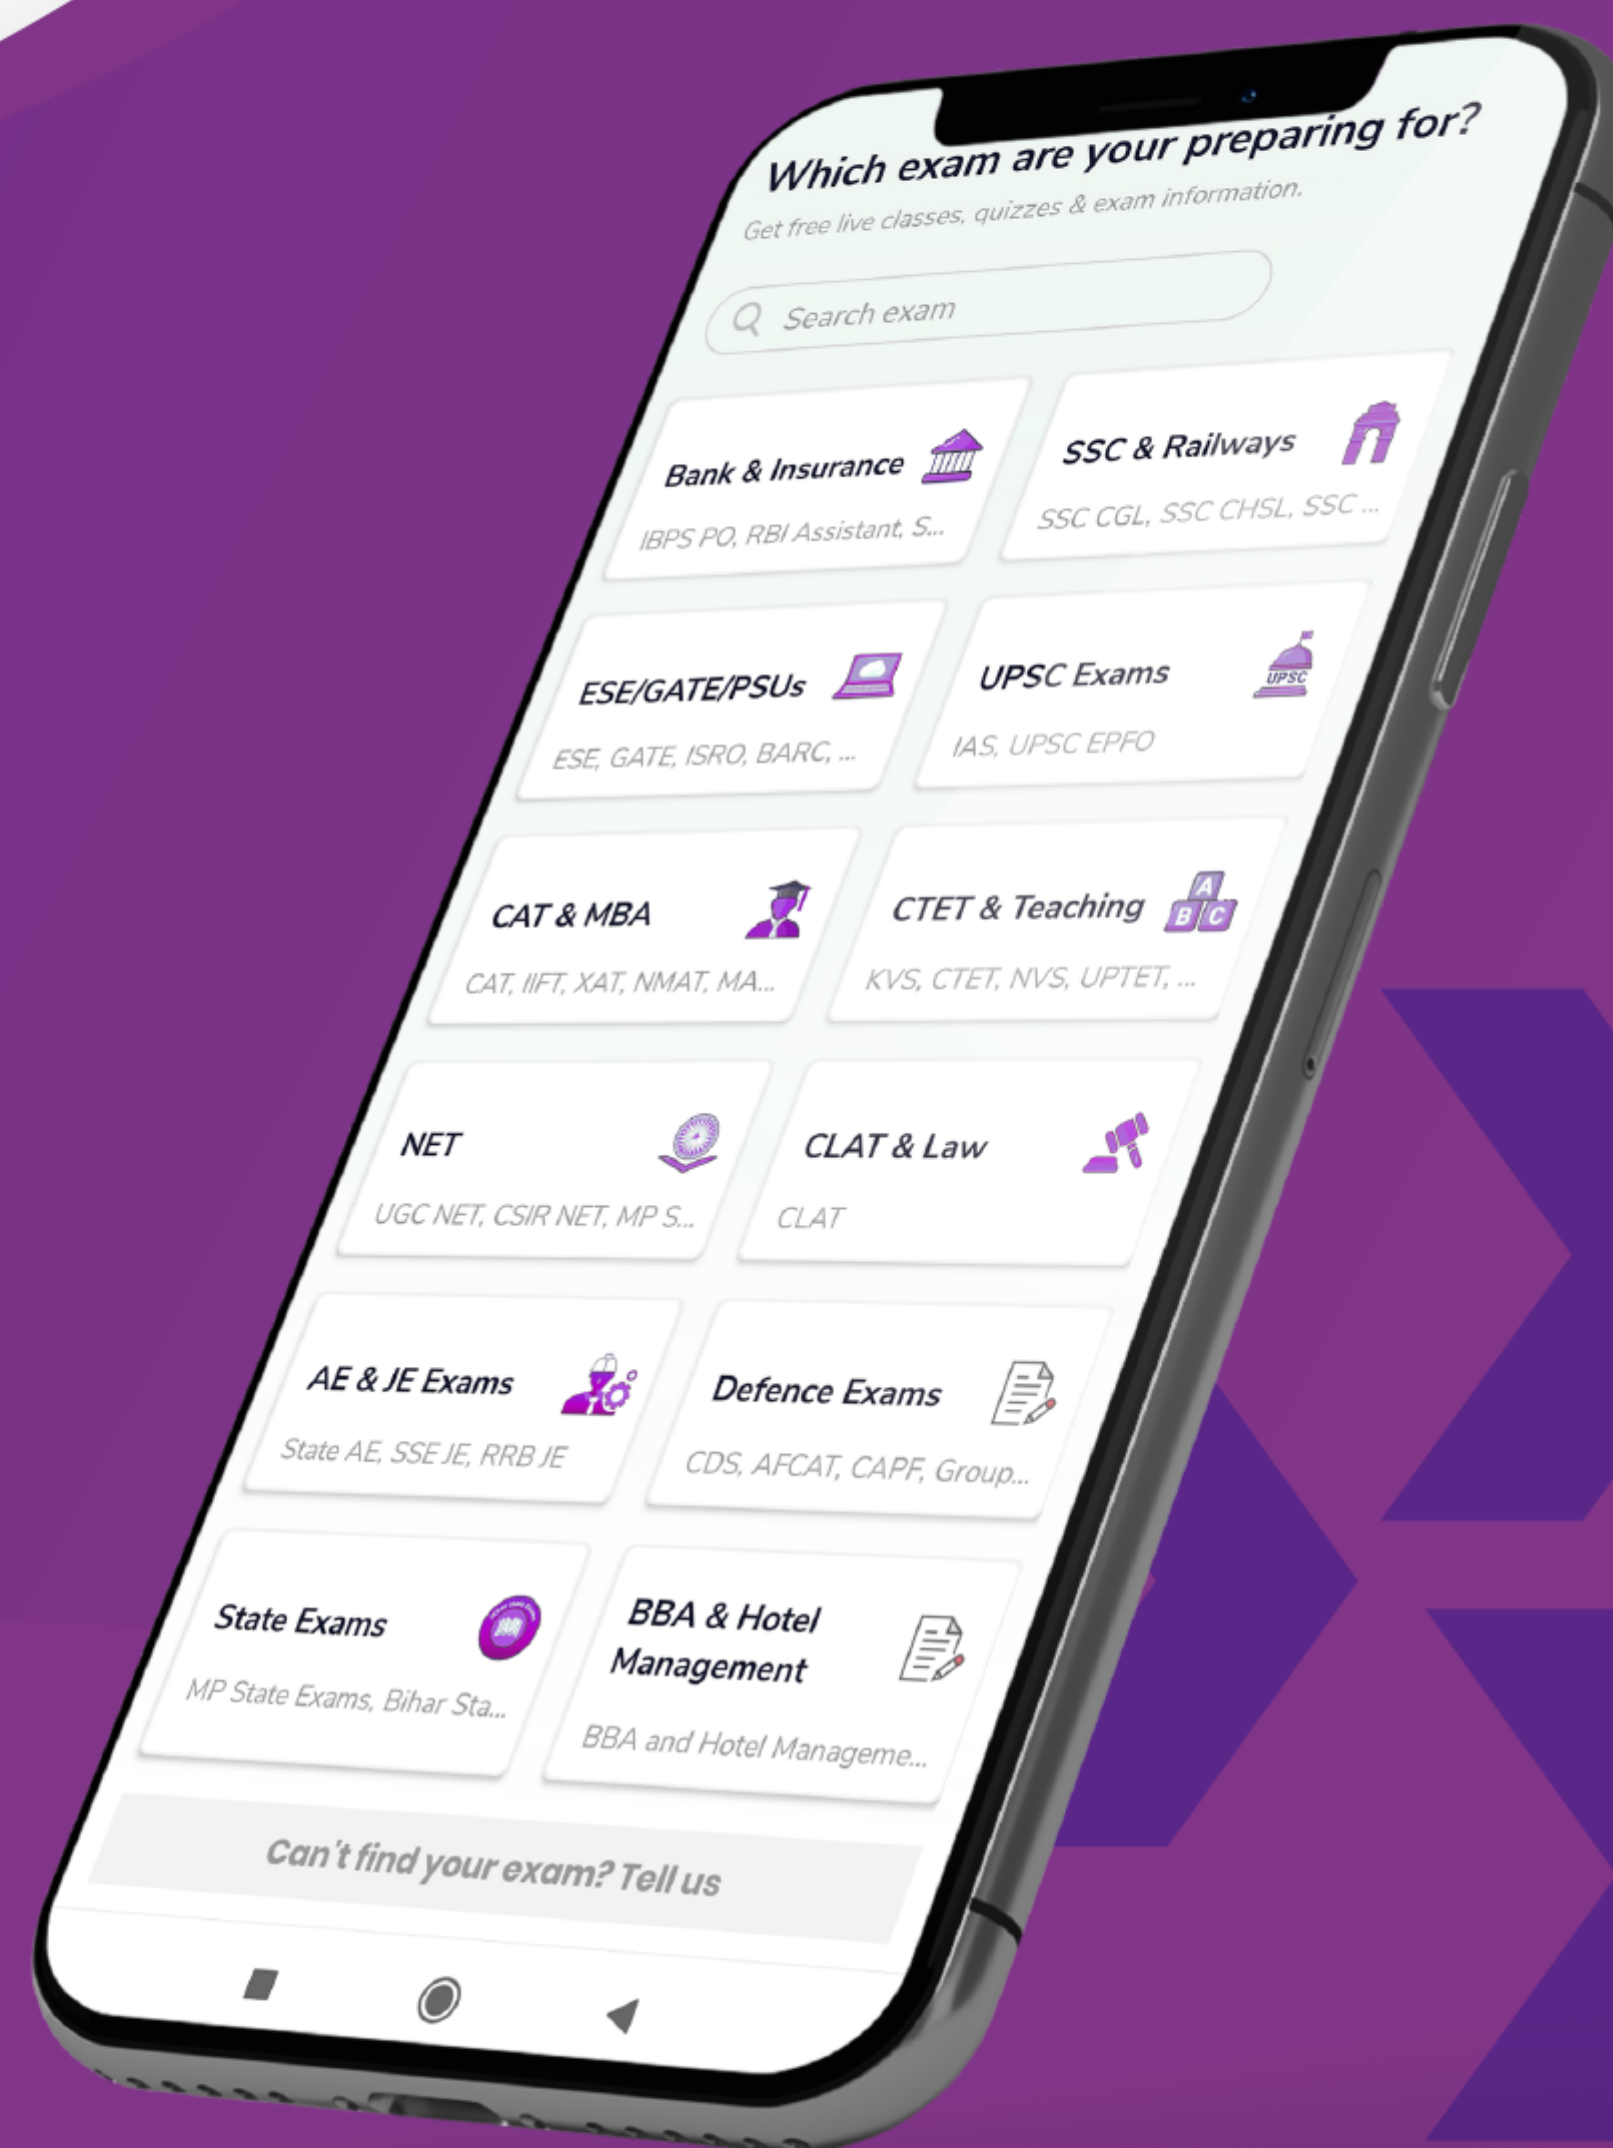 Which exam are your preparing for?
Get free live classes, quizzes & exam information.
Search exam
Bank & Insurance
IBPS PO, RBI Assistant, S...
SSC & Railways
SSC CGL, SSC CHSL, SSC ...
ESE/GATE/PSUs
ESE, GATE, ISRO, BARC, ...
UPSC Exams
UPSC
IAS, UPSC EPFO
CAT & MBA
CAT, IIFT, XAT, NMAT, MA...
CTET & Teaching
A
B C
KVS, CTET, NVS, UPTET, ...
NET
UGC NET, CSIR NET, MP S...
CLAT & Law
CLAT
AE & JE Exams
State AE, SSE JE, RRB JE
Defence Exams
CDS, AFCAT, CAPF, Group...
State Exams
MP State Exams, Bihar Sta...
BBA & Hotel
Management
BBA and Hotel Manageme...
Can't find your exam? Tell us